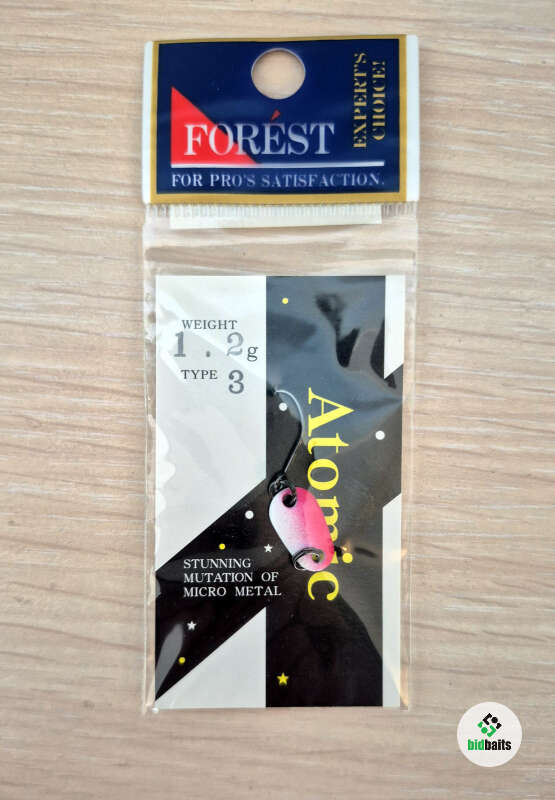 FORÉST
FOR PRO'S SATISFACTION.
EXPERT'S
CHOICE!
WEIGHT
1.2g
TYPE 3
Atomic
STUNNING
MUTATION OF
MICRO METAL
bidbaits